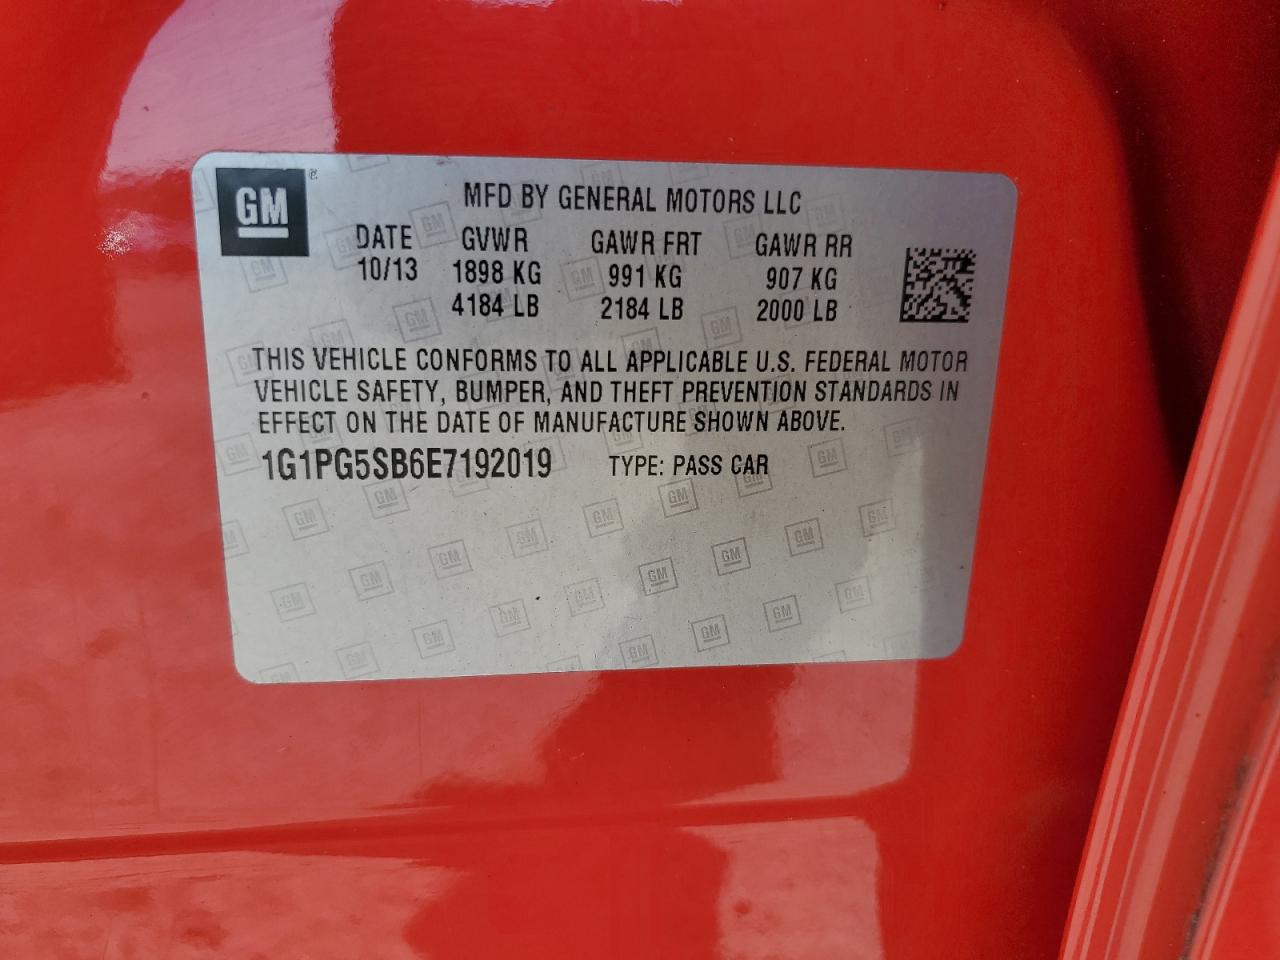 GM
MFD BY GENERAL MOTORS LLC
DATE GVWR GAWR FRT GAWR RR
10/13 1898 KG 991 KG 907 KG
4184 LB 2184 LB 2000 LB
THIS VEHICLE CONFORMS TO ALL APPLICABLE U.S. FEDERAL MOTOR
VEHICLE SAFETY, BUMPER, AND THEFT PREVENTION STANDARDS IN
EFFECT ON THE DATE OF MANUFACTURE SHOWN ABOVE.
1G1PG5SB6E7192019 TYPE: PASS CAR